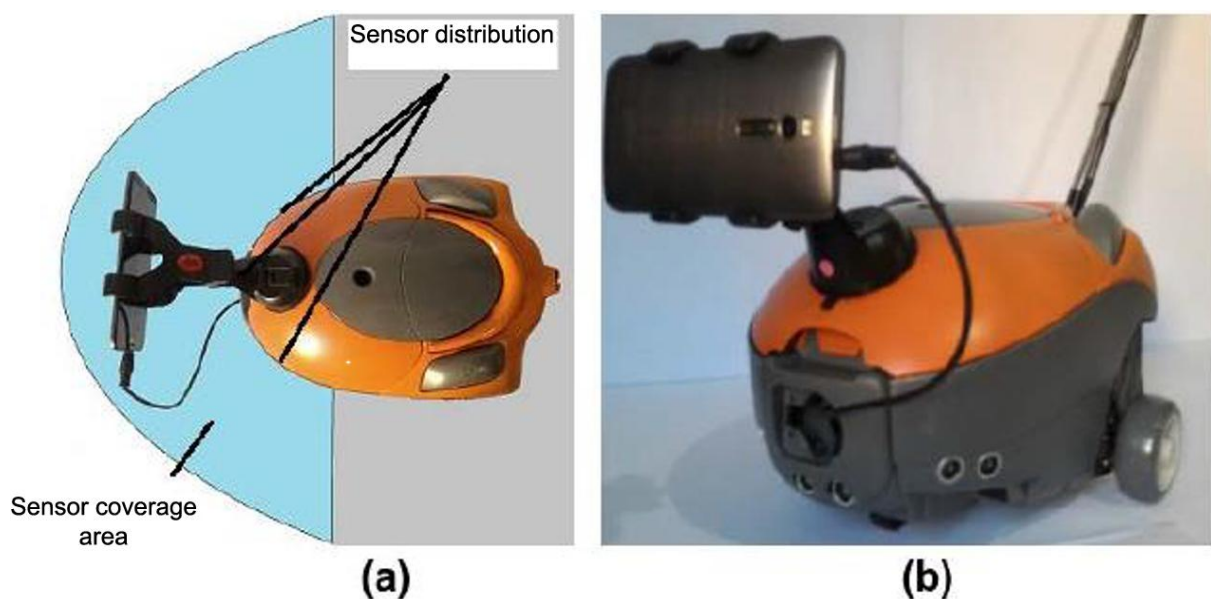 Sensor distribution
Sensor coverage
area
(a)
(b)